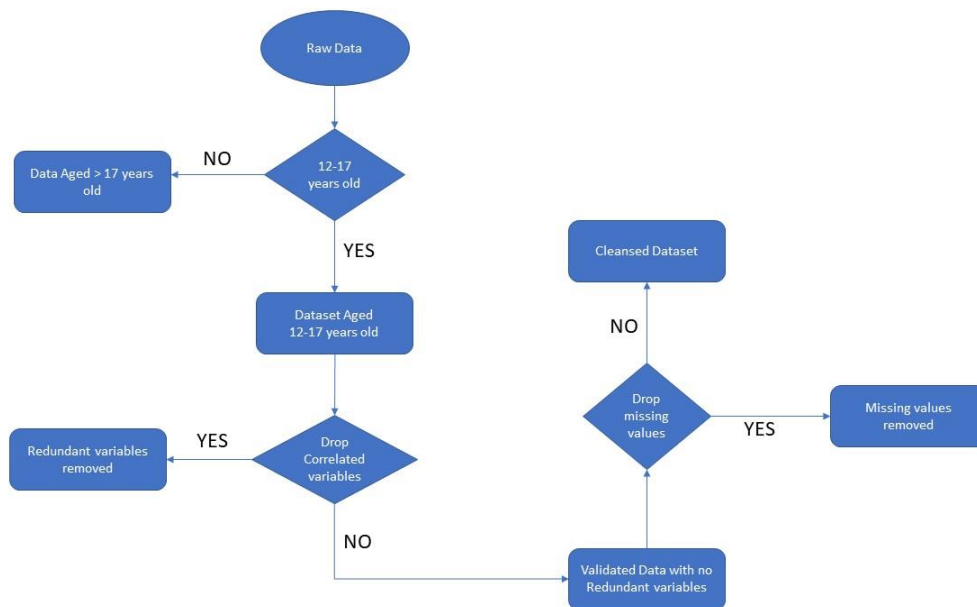 Raw Data
12-17
years old
NO
Data Aged > 17 years
old
YES
Dataset Aged
12-17 years old
Drop
Correlated
variables
YES
Redundant variables
removed
NO
Validated Data with no
Redundant variables
Drop
missing
values
YES
Missing values
removed
NO
Cleansed Dataset